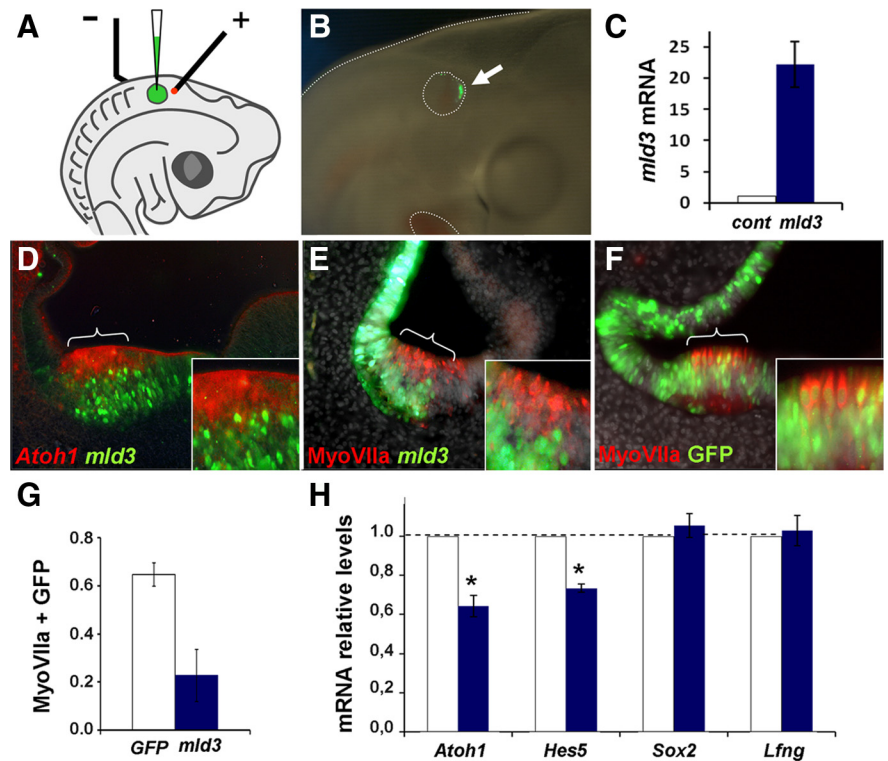 A
- +
B
C
mld3 mRNA
25
20
15
10
5
0
cont mld3
D
Atoh1 mld3
E
MyoVIIa mld3
F
MyoVIIa GFP
G
MyoVIIa + GFP
0.8
0.6
0.4
0.2
0.0
GFP mld3
H
mRNA relative levels
1.0
0,8
0,6
0,4
0,2
0,0
* *
Atoh1 Hes5 Sox2 Lfng